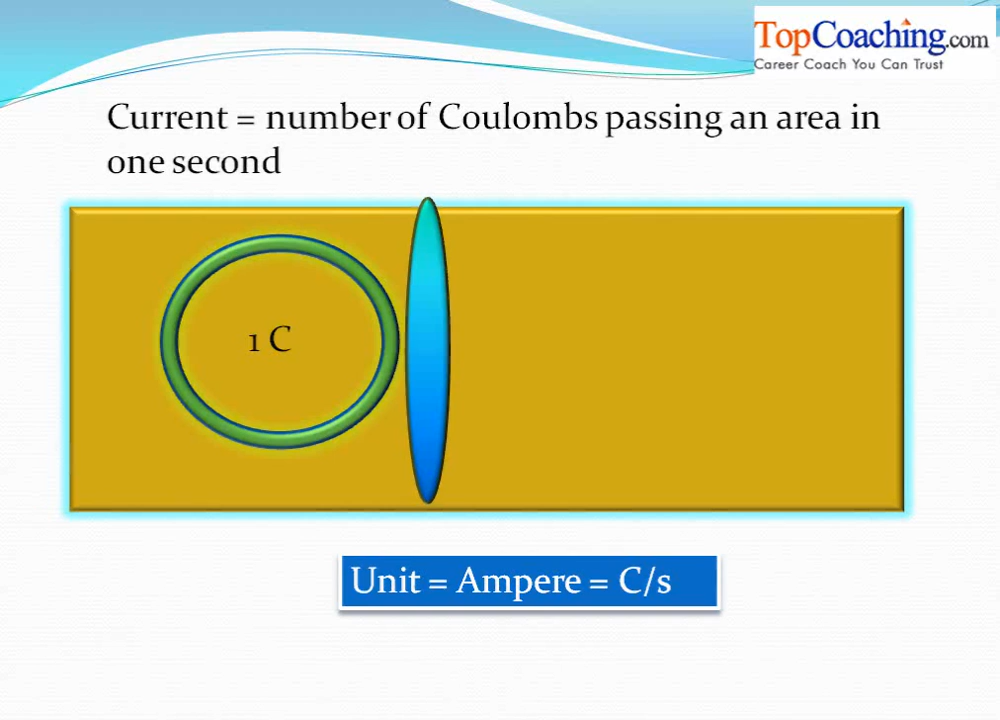 TopCoaching.com
Career Coach You Can Trust
Current = number of Coulombs passing an area in
one second
1 C
Unit = Ampere = C/s